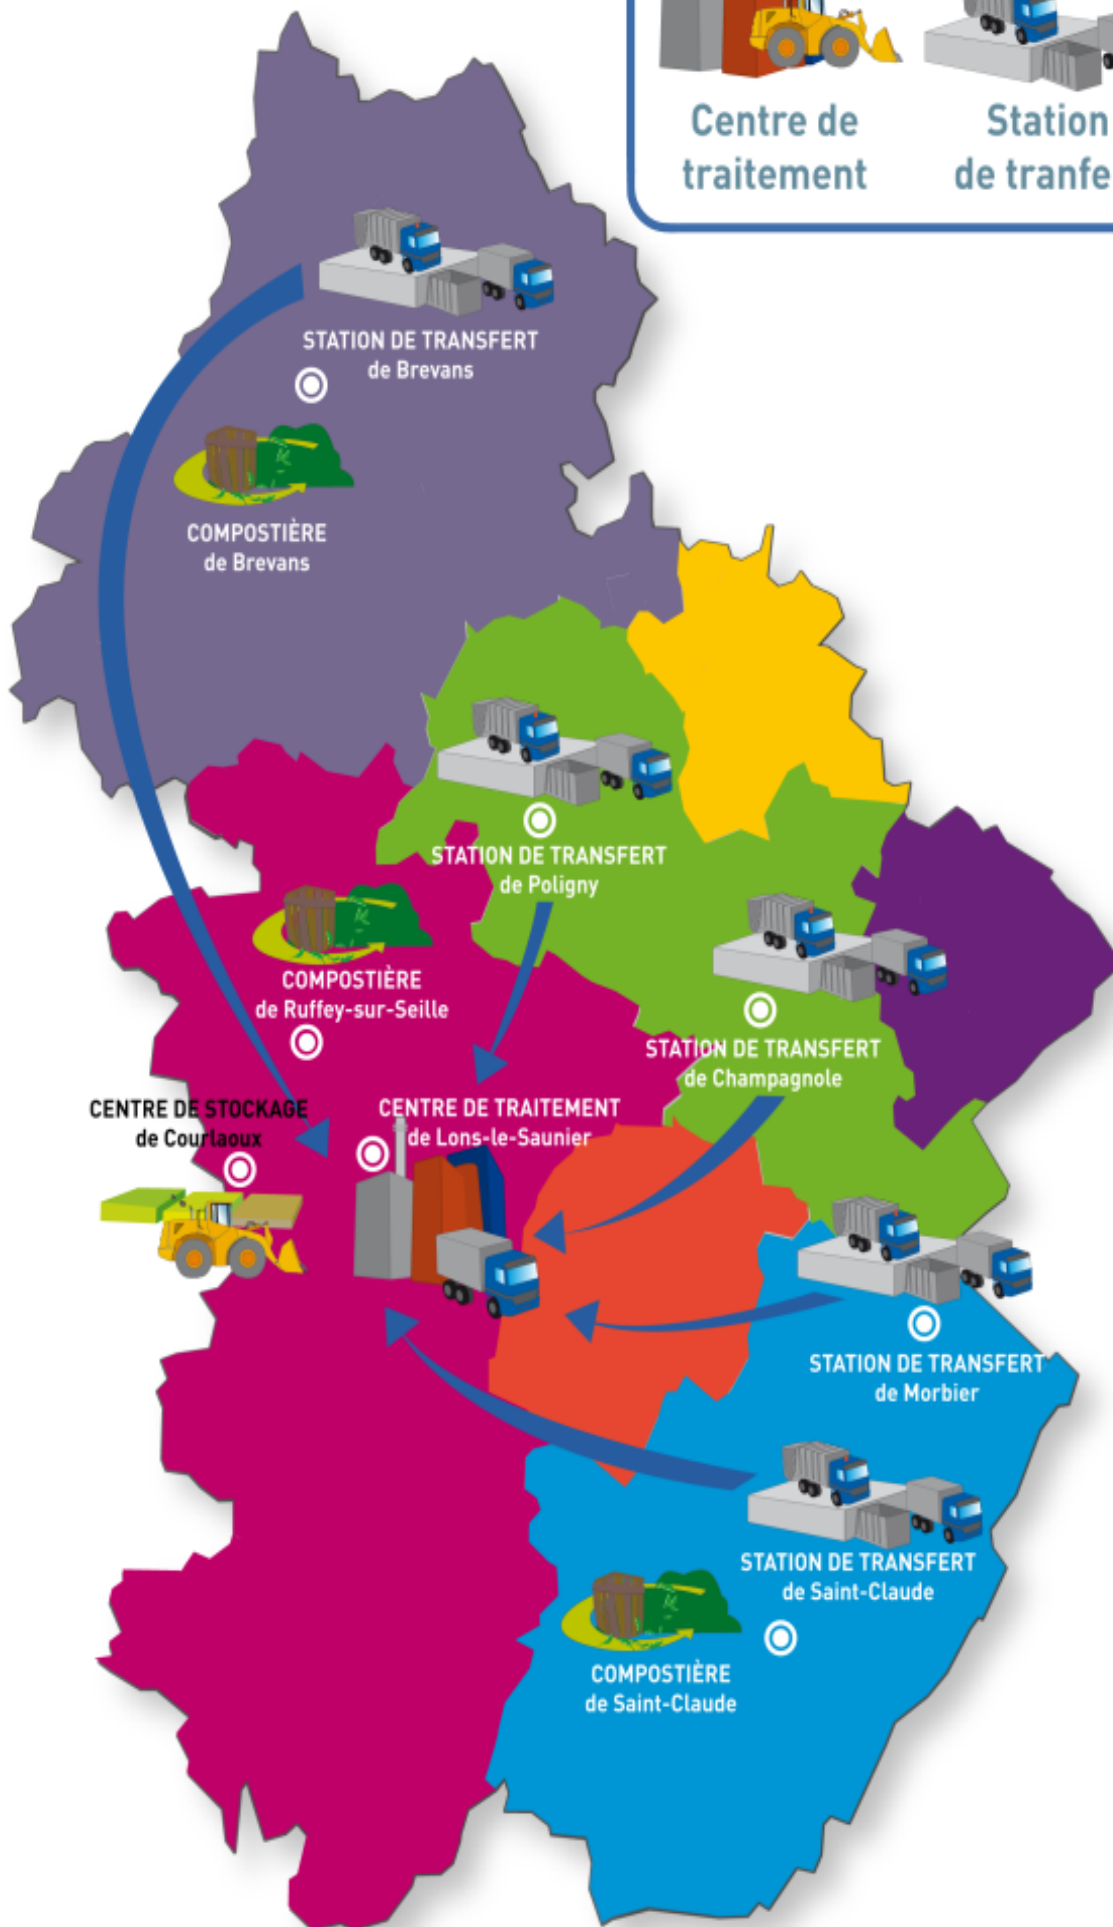 Centre de
traitement
Station
de tranfe
STATION DE TRANSFERT
de Brevans
COMPOSTIÈRE
de Brevans
STATION DE TRANSFERT
de Poligny
COMPOSTIÈRE
de Ruffey-sur-Seille
STATION DE TRANSFERT
de Champagnole
CENTRE DE STOCKAGE
de Courlaoux
CENTRE DE TRAITEMENT
de Lons-le-Saunier
STATION DE TRANSFERT
de Morbier
STATION DE TRANSFERT
de Saint-Claude
COMPOSTIÈRE
de Saint-Claude